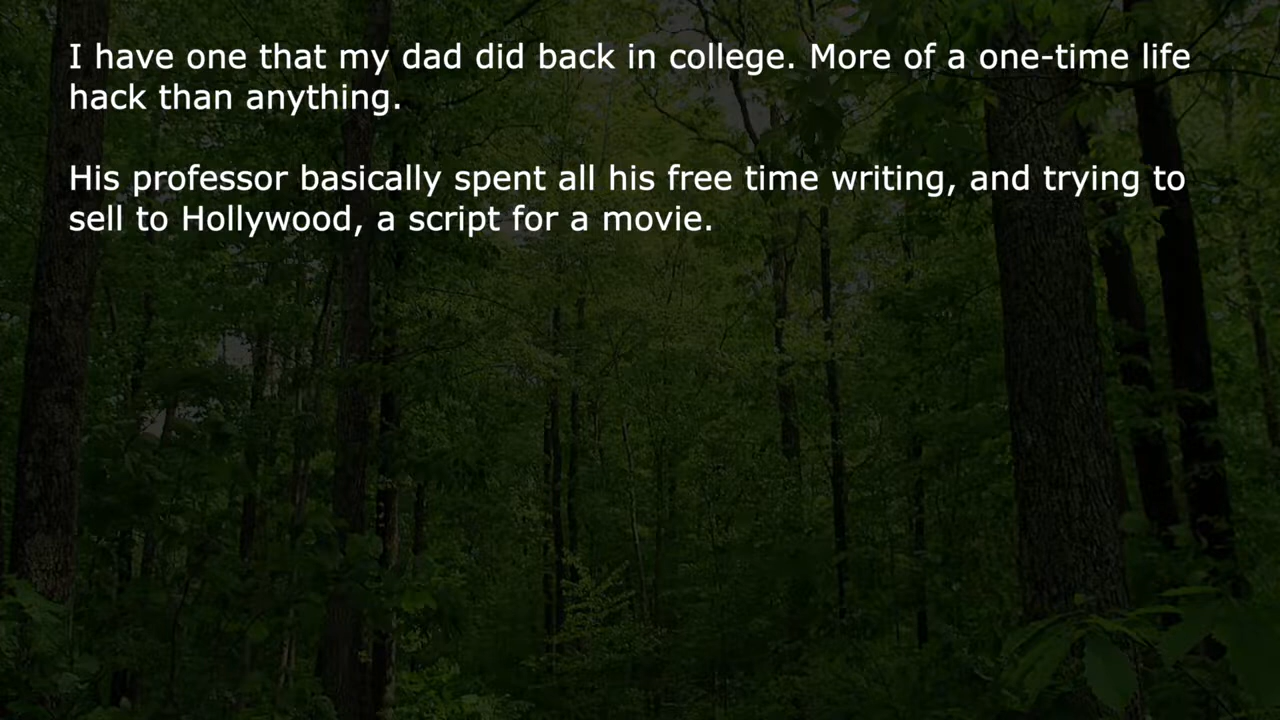 I have one that my dad did back in college. More of a one-time life
hack than anything.
His professor basically spent all his free time writing, and trying to
sell to Hollywood, a script for a movie.